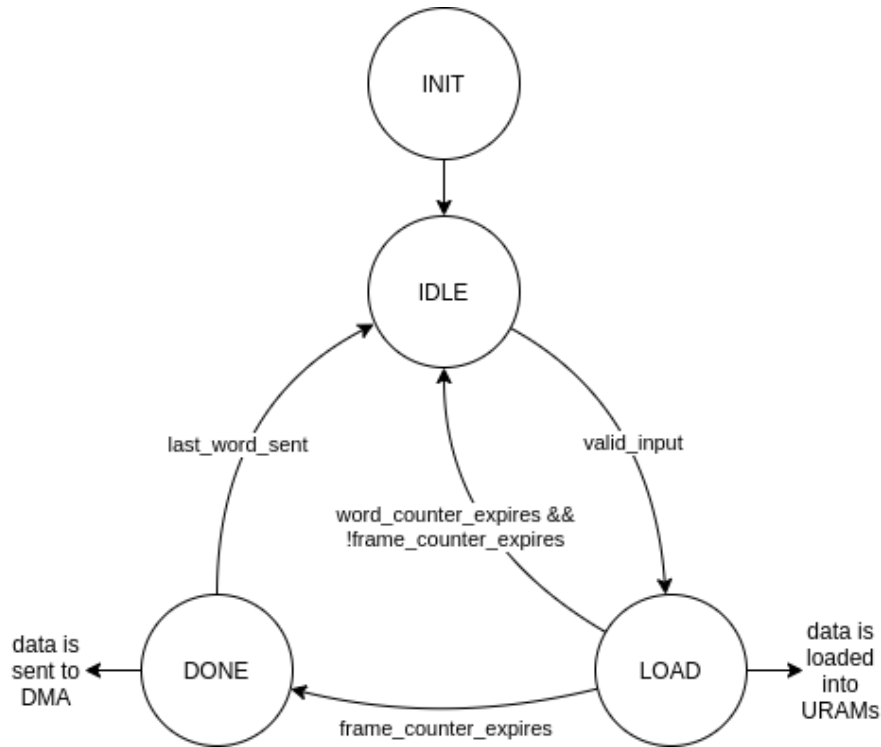 INIT
IDLE
last_word_sent
valid_input
word_counter_expires &&
!frame_counter_expires
data is
sent to
DMA
DONE
LOAD
data is
loaded
into
URAMs
frame_counter_expires